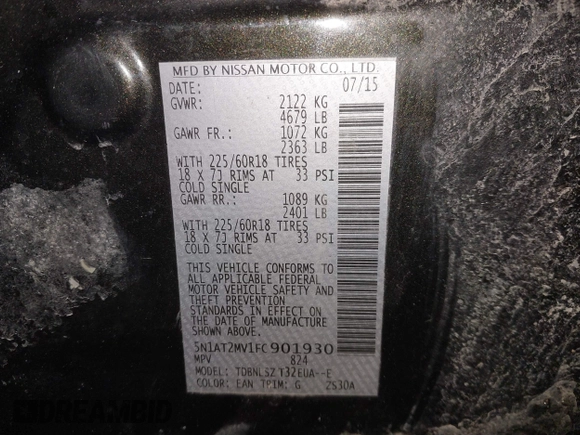 MFD BY NISSAN MOTOR CO., LTD.
DATE: 07/15
GVWR: 2122 KG
4679 LB
GAWR FR.: 1072 KG
2363 LB
WITH 225/60R18 TIRES
18 X 7J RIMS AT 33 PSI
COLD SINGLE
GAWR RR.: 1089 KG
2401 LB
WITH 225/60R18 TIRES
18 X 7J RIMS AT 33 PSI
COLD SINGLE
THIS VEHICLE CONFORMS TO
ALL APPLICABLE FEDERAL
MOTOR VEHICLE SAFETY AND
THEFT PREVENTION
STANDARDS IN EFFECT ON
THE DATE OF MANUFACTURE
SHOWN ABOVE.
5N1AT2MV1FC901930
MPV 824
MODEL: TDBNLSZ T32EUA--E
COLOR: EAN TRIM: G 2530A
DREAMBID